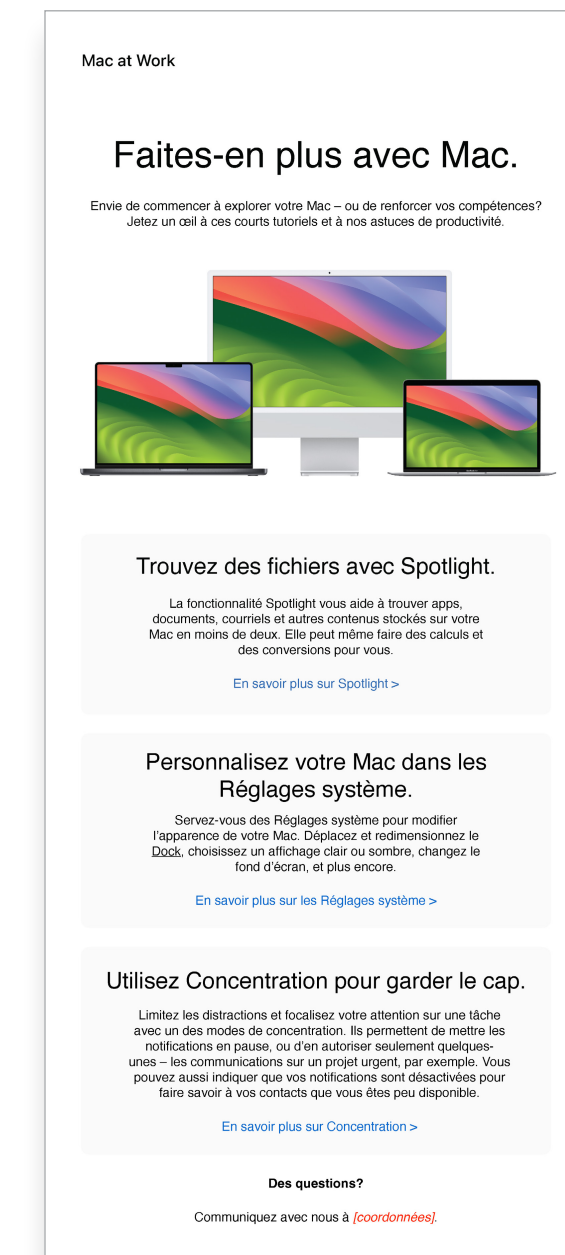 Mac at Work
Faites-en plus avec Mac.
Envie de commencer à explorer votre Mac – ou de renforcer vos compétences?
Jetez un œil à ces courts tutoriels et à nos astuces de productivité.
Trouvez des fichiers avec Spotlight.
La fonctionnalité Spotlight vous aide à trouver apps,
documents, courriels et autres contenus stockés sur votre
Mac en moins de deux. Elle peut même faire des calculs et
des conversions pour vous.
En savoir plus sur Spotlight >
Personnalisez votre Mac dans les
Réglages système.
Servez-vous des Réglages système pour modifier
l’apparence de votre Mac. Déplacez et redimensionnez le
Dock, choisissez un affichage clair ou sombre, changez le
fond d’écran, et plus encore.
En savoir plus sur les Réglages système >
Utilisez Concentration pour garder le cap.
Limitez les distractions et focalisez votre attention sur une tâche
avec un des modes de concentration. Ils permettent de mettre les
notifications en pause, ou d’en autoriser seulement quelques-
unes – les communications sur un projet urgent, par exemple. Vous
pouvez aussi indiquer que vos notifications sont désactivées pour
faire savoir à vos contacts que vous êtes peu disponible.
En savoir plus sur Concentration >
Des questions?
Communiquez avec nous à [coordonnées].